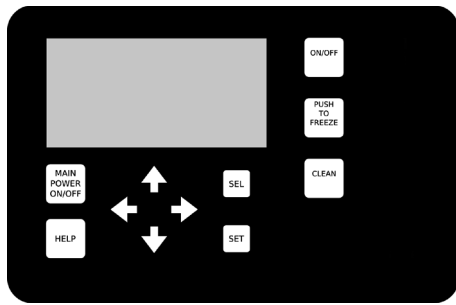 ON/OFF
PUSH
TO
FREEZE
MAIN
POWER
ON/OFF
SEL
CLEAN
HELP
SET